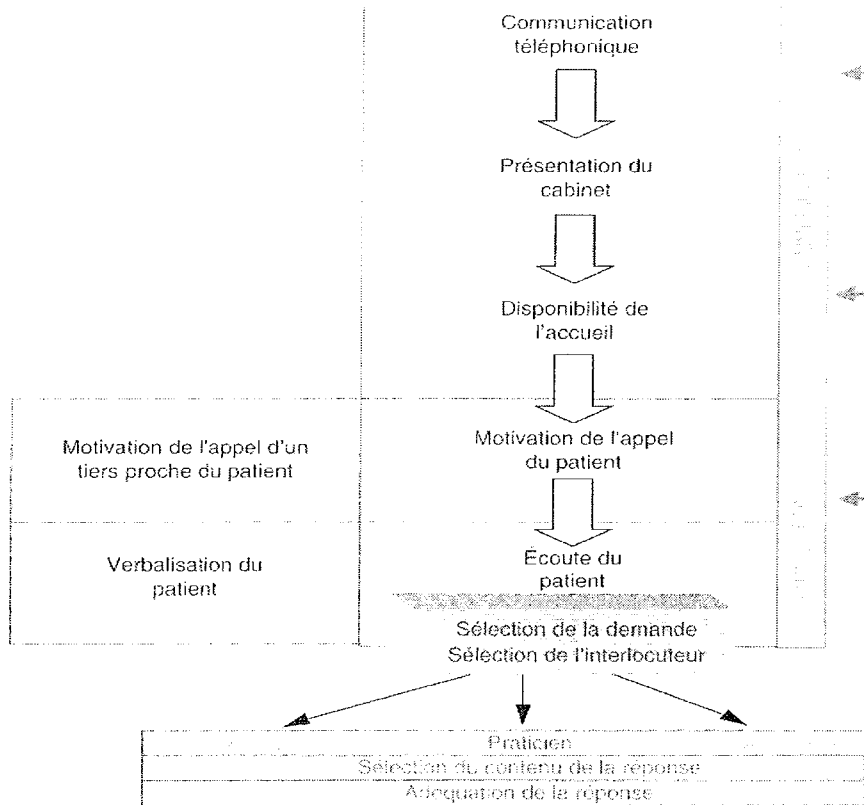 Communication
téléphonique
Présentation du
cabinet
Disponibilité de
l'accueil
Motivation de l'appel d'un
tiers proche du patient
Motivation de l'appel
du patient
Verbalisation du
patient
Écoute du
patient
Sélection de la demande
Sélection de l'interlocuteur
Praticien
Sélection du contenu de la réponse
Adéquation de la réponse